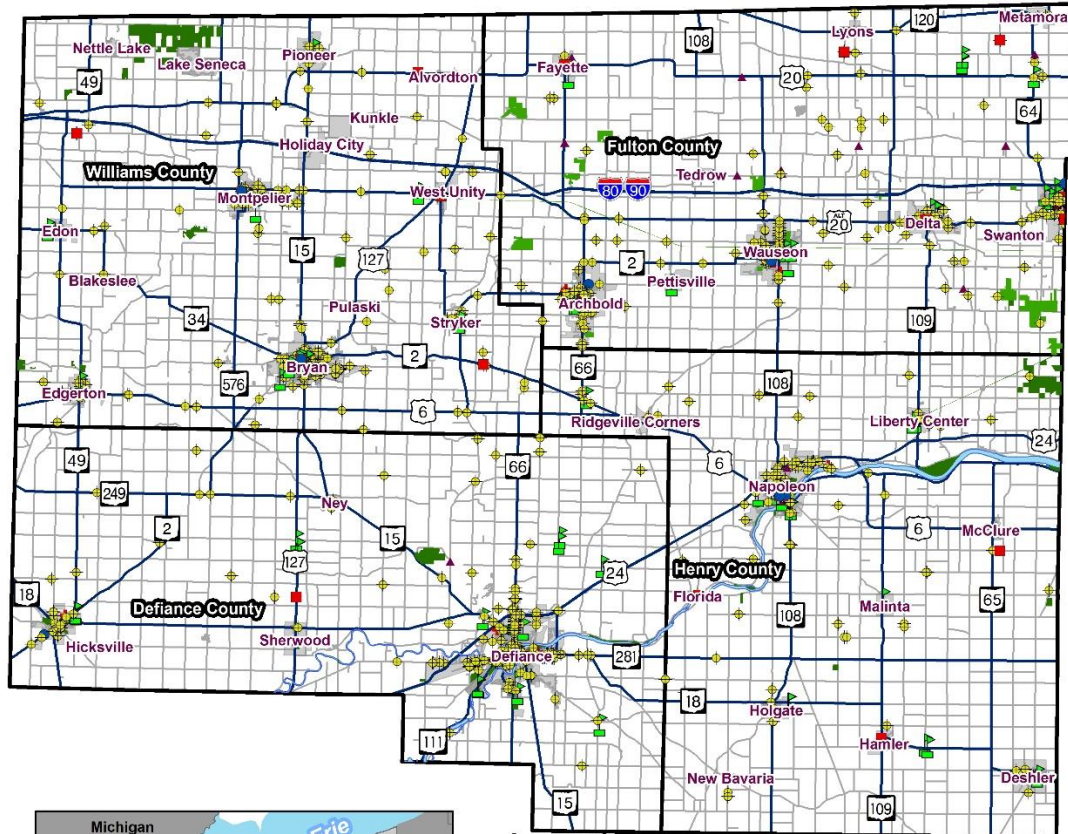 120
Metamora
Nettle Lake
Pioneer
108
Lyons
Lake Seneca
49
Alvordton
Fayette
20
64
Kunkle
Holiday City
Fulton County
Williams County
Tedrow
80
90
Montpelier
West Unity
ALT
20
Delta
Swanton
Edon
15
127
Wauseon
2
Pettisville
Blakeslee
Archbold
Pulaski
34
Stryker
109
2
66
108
Bryan
576
Edgerton
6
Ridgeville Corners
Liberty Center
24
49
66
6
249
Napoleon
Ney
2
6
McClure
15
127
24
Henry County
18
Defiance County
Florida
Malinta
65
108
Hicksville
Sherwood
Defiance
281
18
Holgate
111
Hamler
New Bavaria
Deshler
15
109
Michigan
Erie